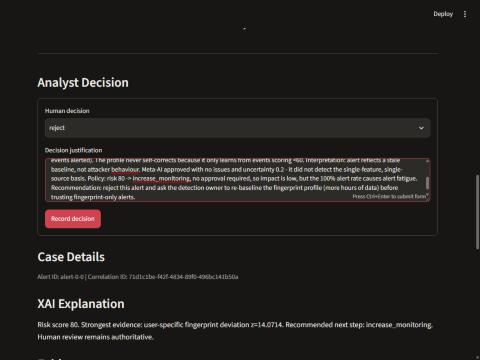 Deploy
Analyst Decision
Human decision
reject
Decision justification
events alerted). The profile never self-corrects because it only learns from events scoring <60. Interpretation: alert reflects a stale
baseline, not attacker behaviour. Meta-AI approved with no issues and uncertainty 0.2 - it did not detect the single-feature, single-
source basis. Policy: risk 80 -> increase_monitoring, no approval required, so impact is low, but the 100% alert rate causes alert fatigue.
Recommendation: reject this alert and ask the detection owner to re-baseline the fingerprint profile (more hours of data) before
trusting fingerprint-only alerts.
Press Ctrl+Enter to submit form
Record decision
Case Details
Alert ID: alert-0-0 | Correlation ID: 71d1c1be-f42f-4834-89f0-496bc141b50a
XAI Explanation
Risk score 80. Strongest evidence: user-specific fingerprint deviation z=14.0714. Recommended next step: increase_monitoring.
Human review remains authoritative.